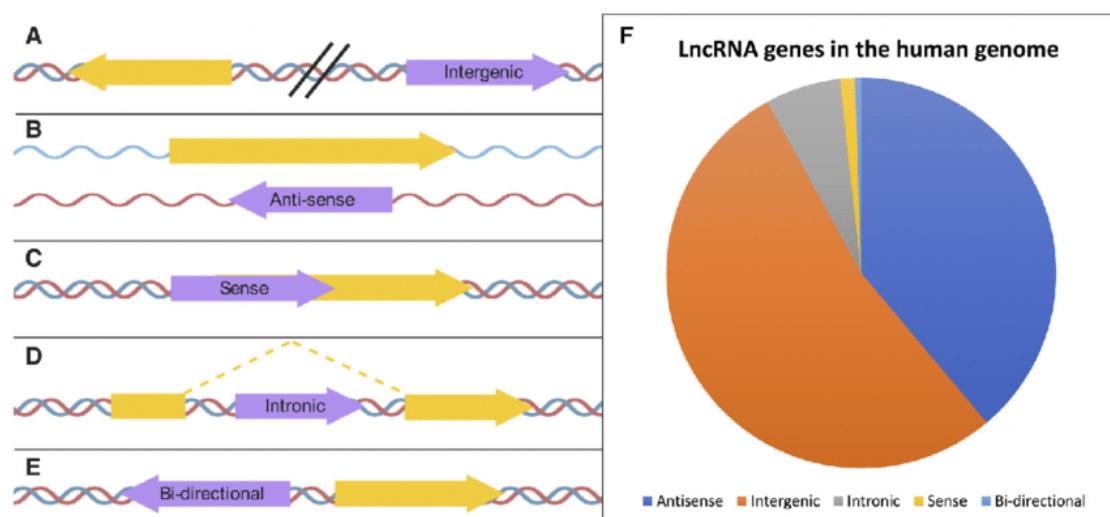 A
Intergenic
B
Anti-sense
C
Sense
D
Intronic
E
Bi-directional
F
LncRNA genes in the human genome
Antisense Intergenic Intronic Sense Bi-directional